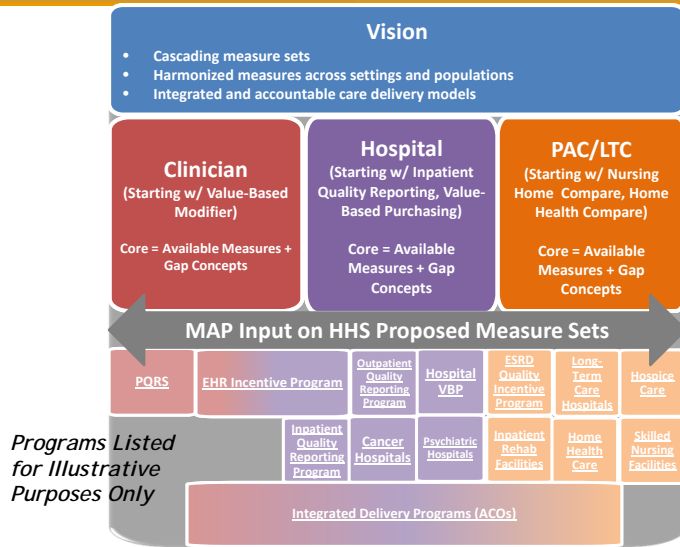 Vision
• Cascading measure sets
• Harmonized measures across settings and populations
• Integrated and accountable care delivery models
Clinician
(Starting w/ Value-Based
Modifier)
Core = Available Measures +
Gap Concepts
Hospital
(Starting w/ Inpatient
Quality Reporting, Value-
Based Purchasing)
Core = Available
Measures + Gap
Concepts
PAC/LTC
(Starting w/ Nursing
Home Compare, Home
Health Compare)
Core = Available
Measures + Gap
Concepts
MAP Input on HHS Proposed Measure Sets
PQRS
EHR Incentive Program
Outpatient
Quality
Reporting
Program
Hospital
VBP
ESRD
Quality
Incentive
Program
Long-
Term
Care
Hospitals
Hospice
Care
Inpatient
Quality
Reporting
Program
Cancer
Hospitals
Psychiatric
Hospitals
Inpatient
Rehab
Facilities
Home
Health
Care
Skilled
Nursing
Facilities
Programs Listed
for Illustrative
Purposes Only
Integrated Delivery Programs (ACOs)